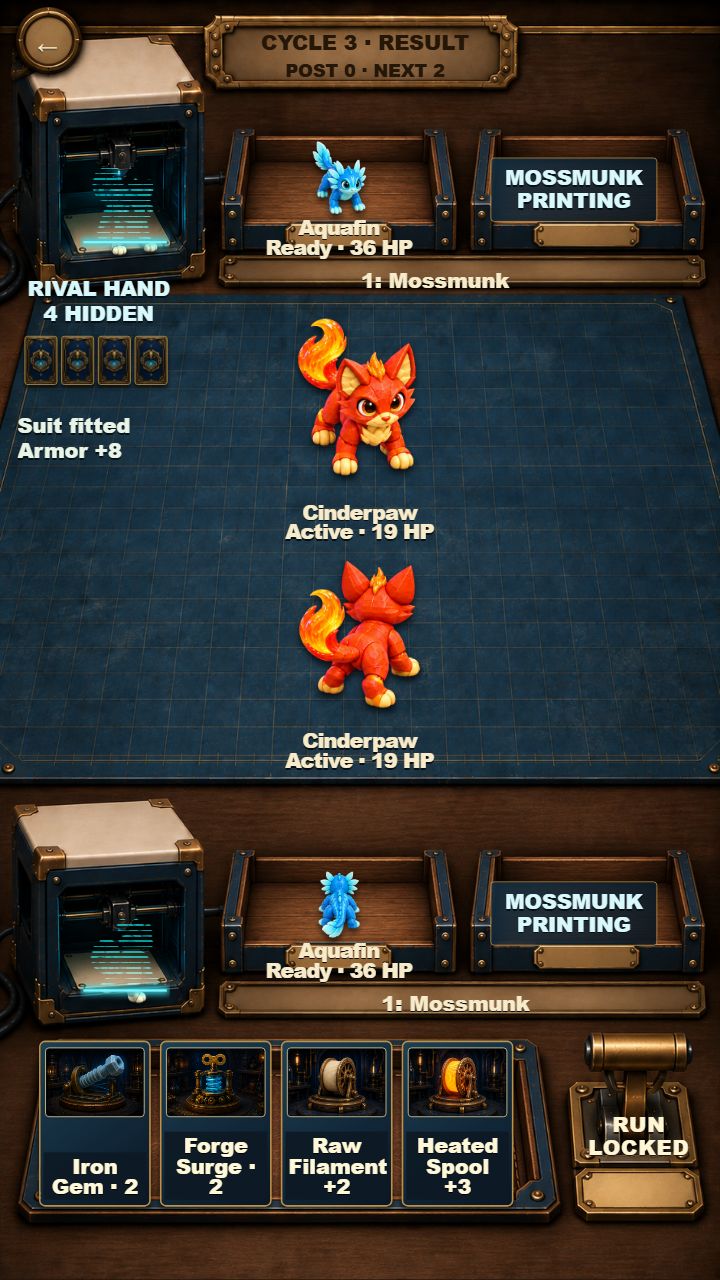 ←
CYCLE 3 · RESULT
POST 0 · NEXT 2
Aquafin
Ready · 36 HP
MOSSMUNK
PRINTING
1: Mossmunk
RIVAL HAND
4 HIDDEN
Suit fitted
Armor +8
Cinderpaw
Active · 19 HP
Cinderpaw
Active · 19 HP
Aquafin
Ready · 36 HP
MOSSMUNK
PRINTING
1: Mossmunk
Iron
Gem · 2
Forge
Surge ·
2
Raw
Filament
+2
Heated
Spool
+3
RUN
LOCKED